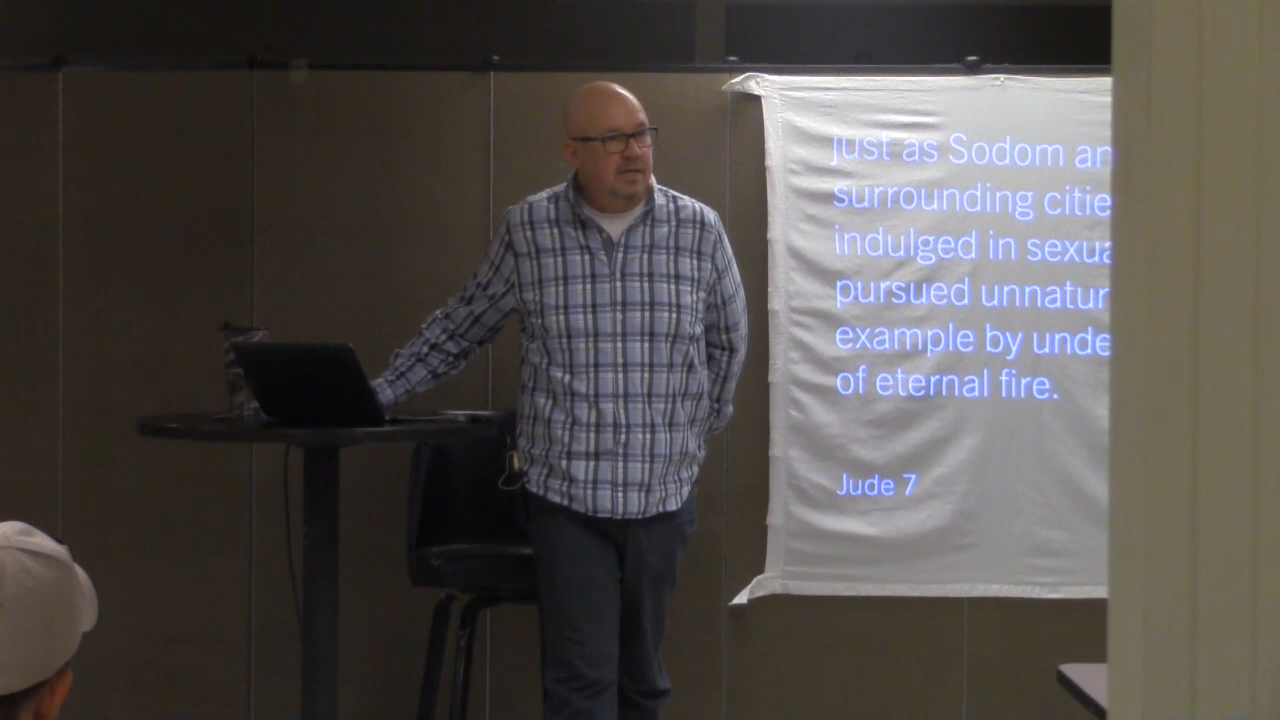 just as Sodom an
surrounding citie
indulged in sexua
pursued unnatur
example by unde
of eternal fire.
Jude 7